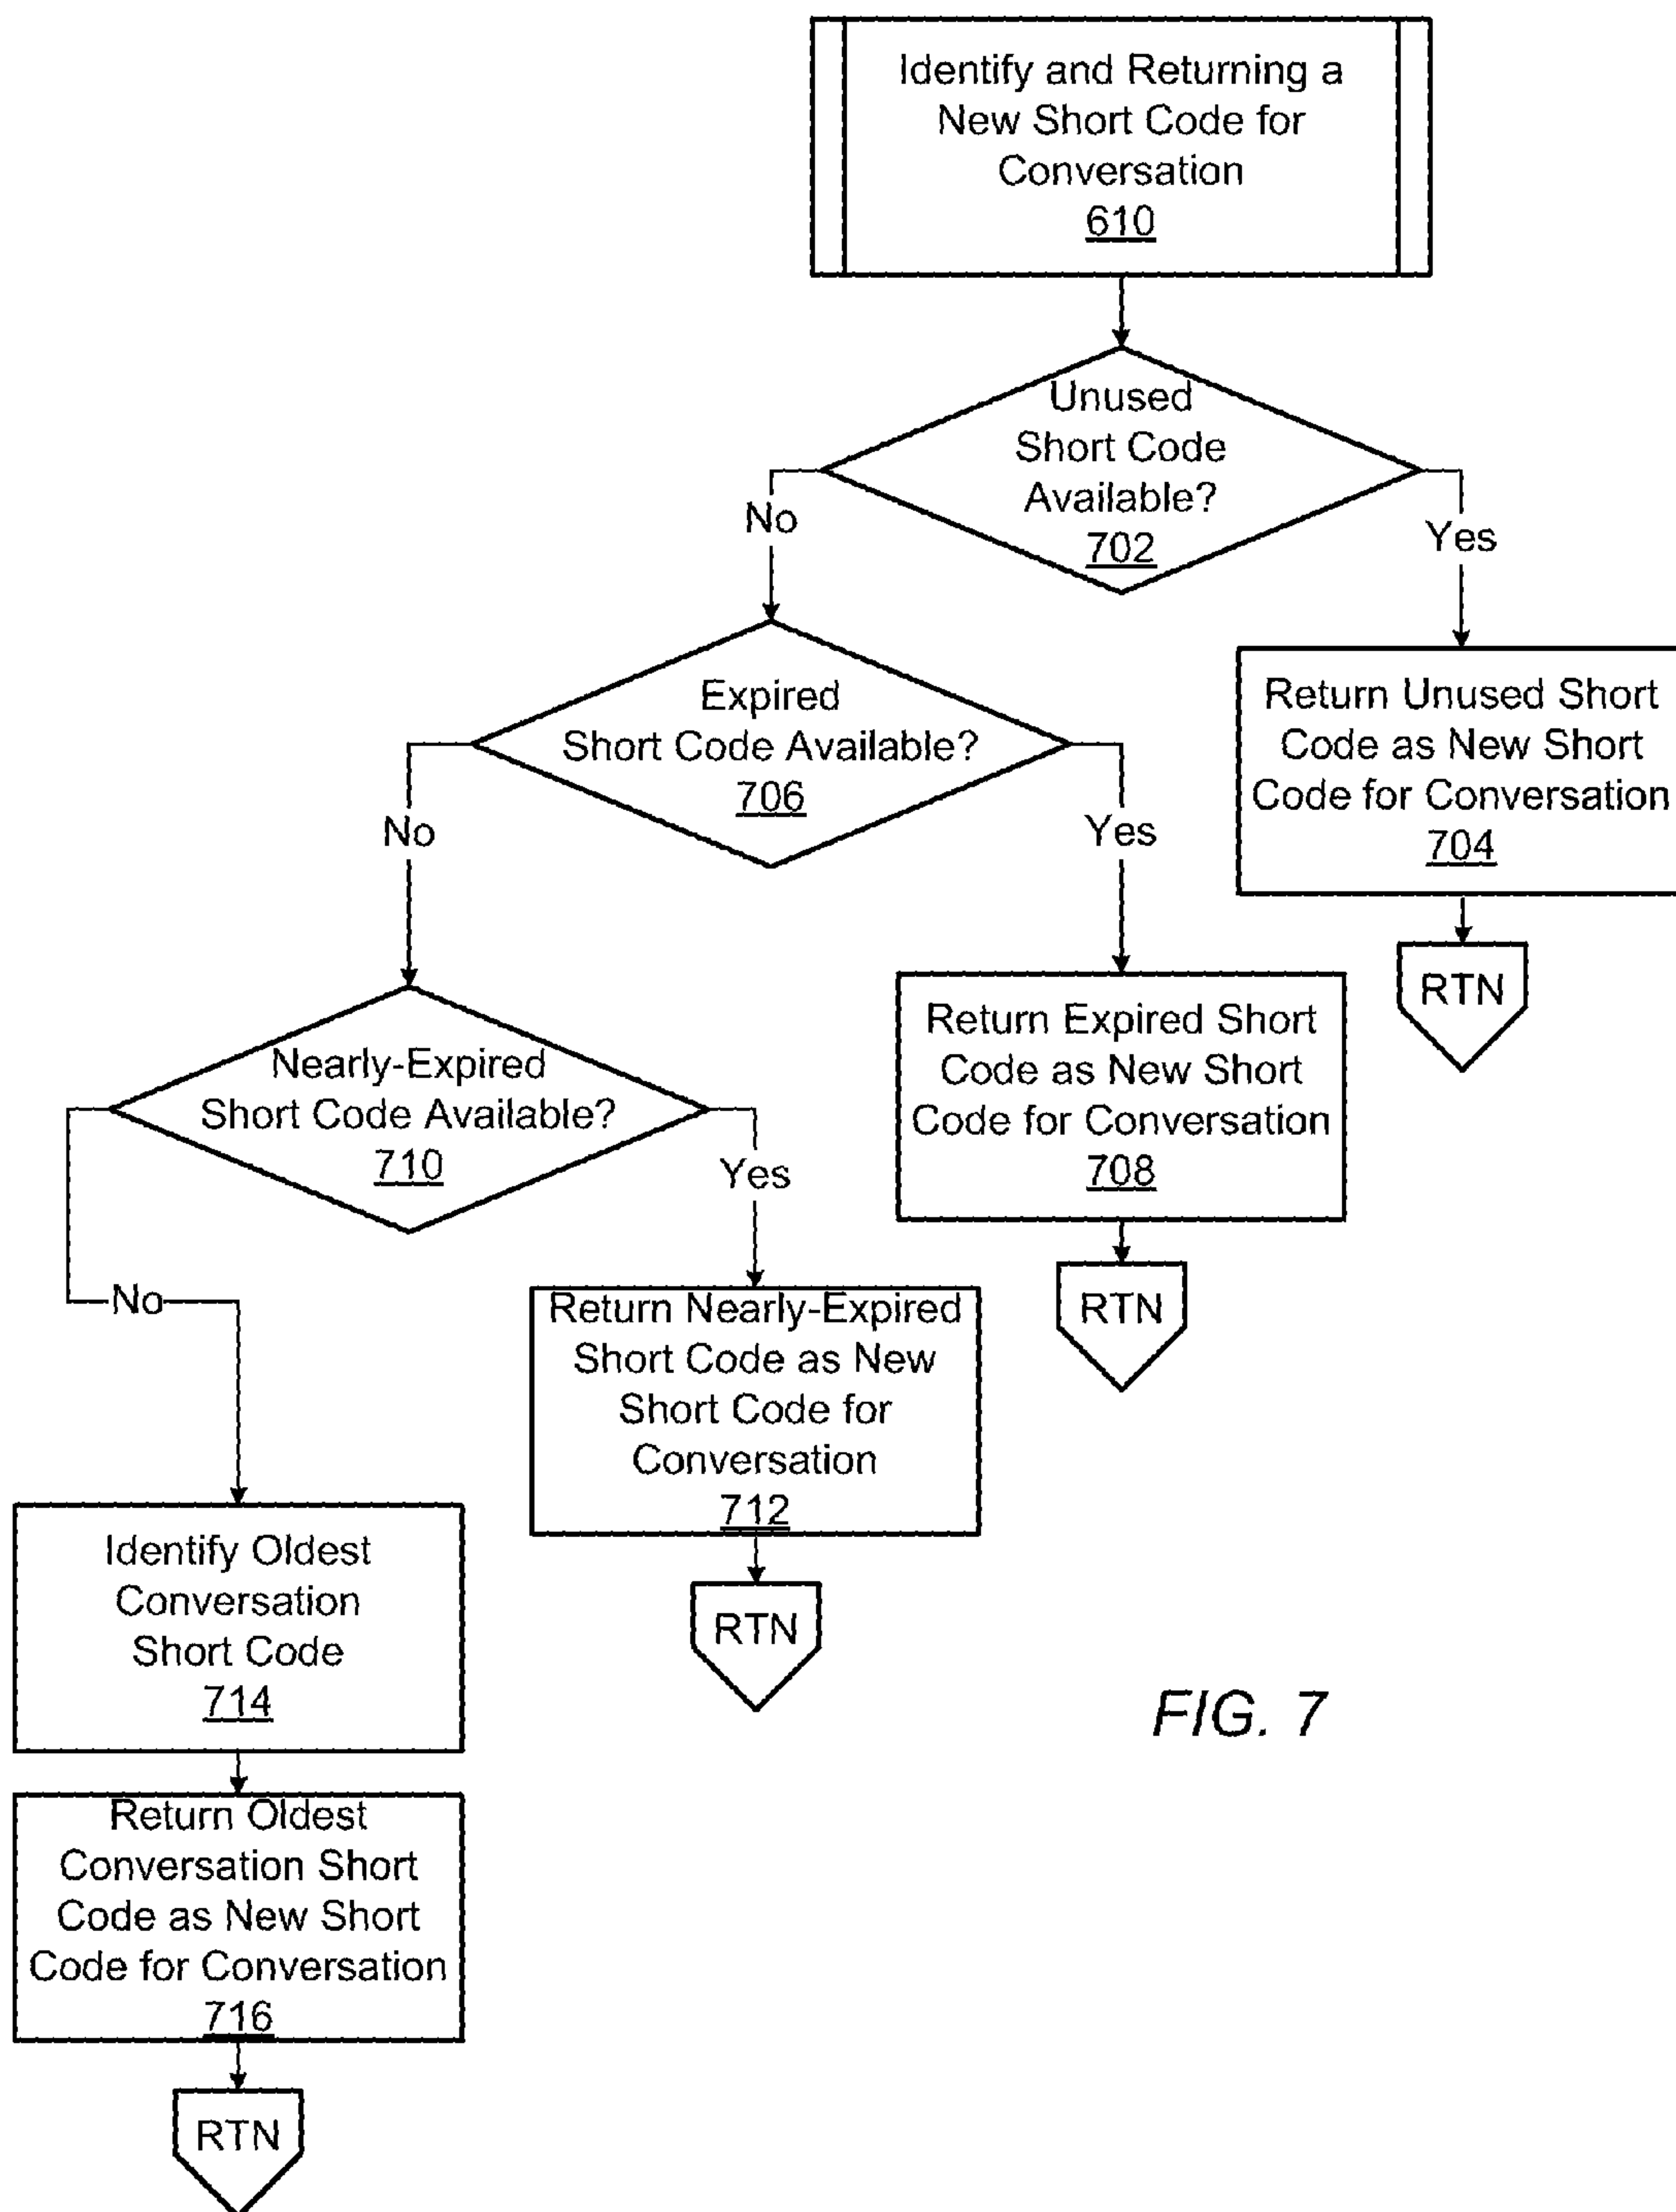 Identify and Returning a
New Short Code for
Conversation
610
Unused
Short Code
Available?
702
No
Yes
Expired
Short Code Available?
706
Return Unused Short
Code as New Short
Code for Conversation
704
No
Yes
RTN
Nearly-Expired
Short Code Available?
710
Return Expired Short
Code as New Short
Code for Conversation
708
Yes
No
RTN
Return Nearly-Expired
Short Code as New
Short Code for
Conversation
712
Identify Oldest
Conversation
Short Code
714
RTN
FIG. 7
Return Oldest
Conversation Short
Code as New Short
Code for Conversation
716
RTN